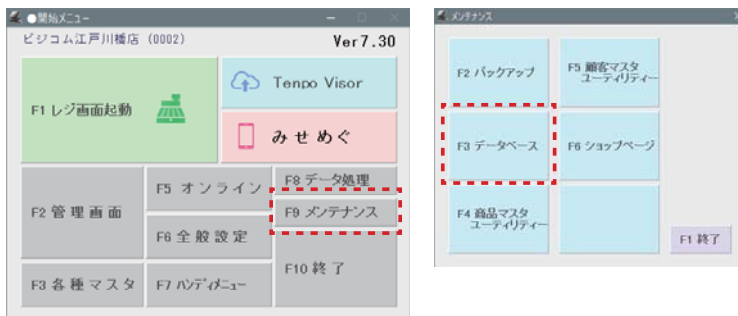 ●開始メニュー
ビジコム江戸川橋店 (0002)
Ver7.30
F1 レジ画面起動
Tenpo Visor
みせめぐ
F2 管理画面
F5 オンライン
F8 データ処理
F9 メンテナンス
F6 全般設定
F10 終了
F3 各種マスタ
F7 ハンディメニュー
メンテナンス
F2 バックアップ
F5 顧客マスタ
ユーティリティー
F3 データベース
F6 ショップページ
F4 商品マスタ
ユーティリティー
F1 終了